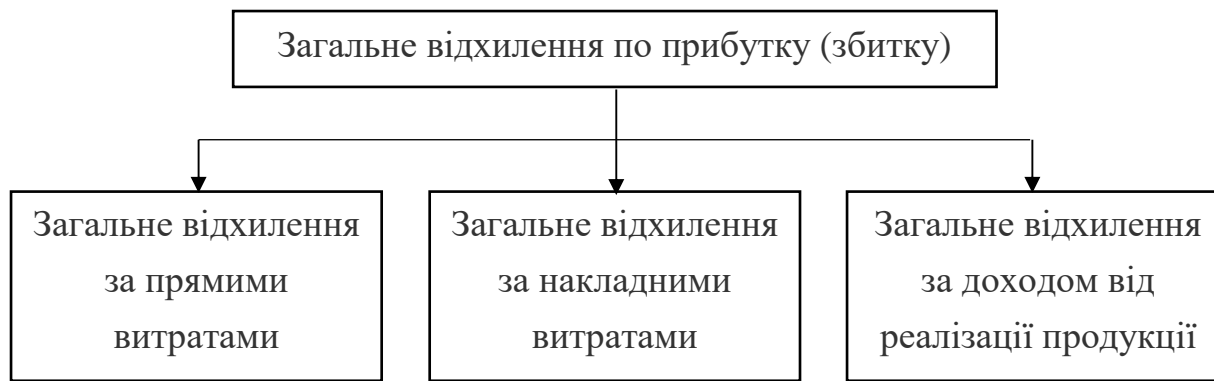 Загальне відхилення по прибутку (збитку)
Загальне відхилення
за прямими
витратами
Загальне відхилення
за накладними
витратами
Загальне відхилення
за доходом від
реалізації продукції